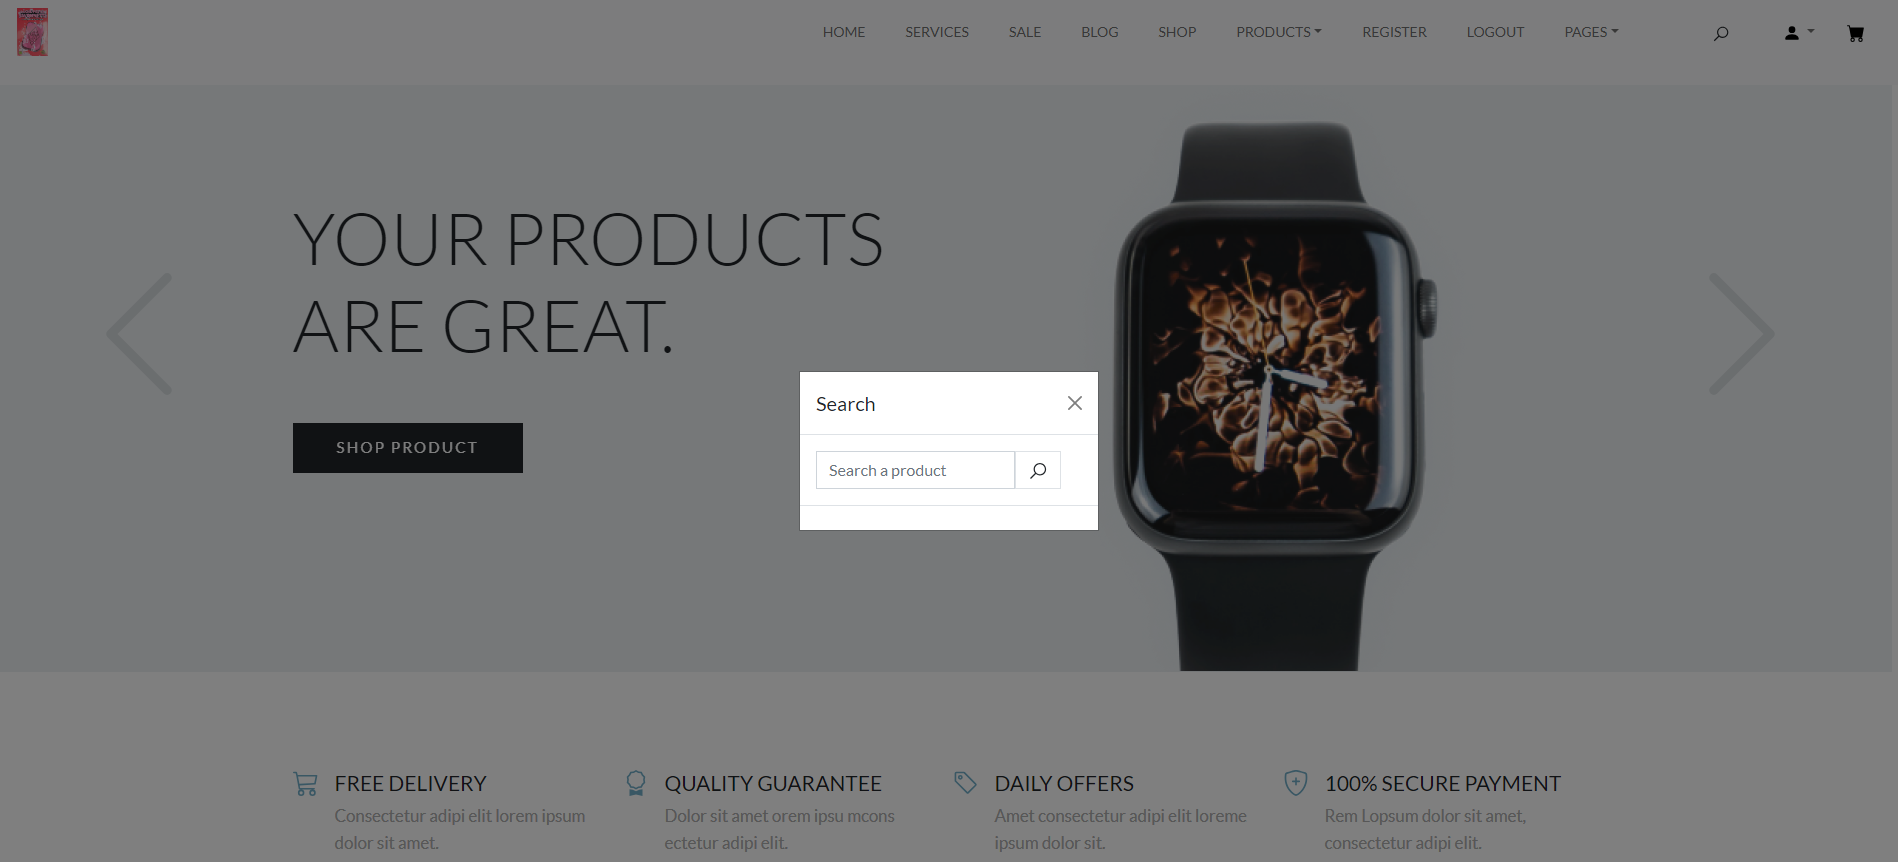 HOME SERVICES SALE BLOG SHOP PRODUCTS REGISTER LOGOUT PAGES
YOUR PRODUCTS
ARE GREAT.
SHOP PRODUCT
Search
Search a product
FREE DELIVERY
Consectetur adipi elit lorem ipsum
dolor sit amet.
QUALITY GUARANTEE
Dolor sit amet orem ipsu mcons
ectetur adipi elit.
DAILY OFFERS
Amet consectetur adipi elit loreme
ipsum dolor sit.
100% SECURE PAYMENT
Rem Lopsum dolor sit amet,
consectetur adipi elit.